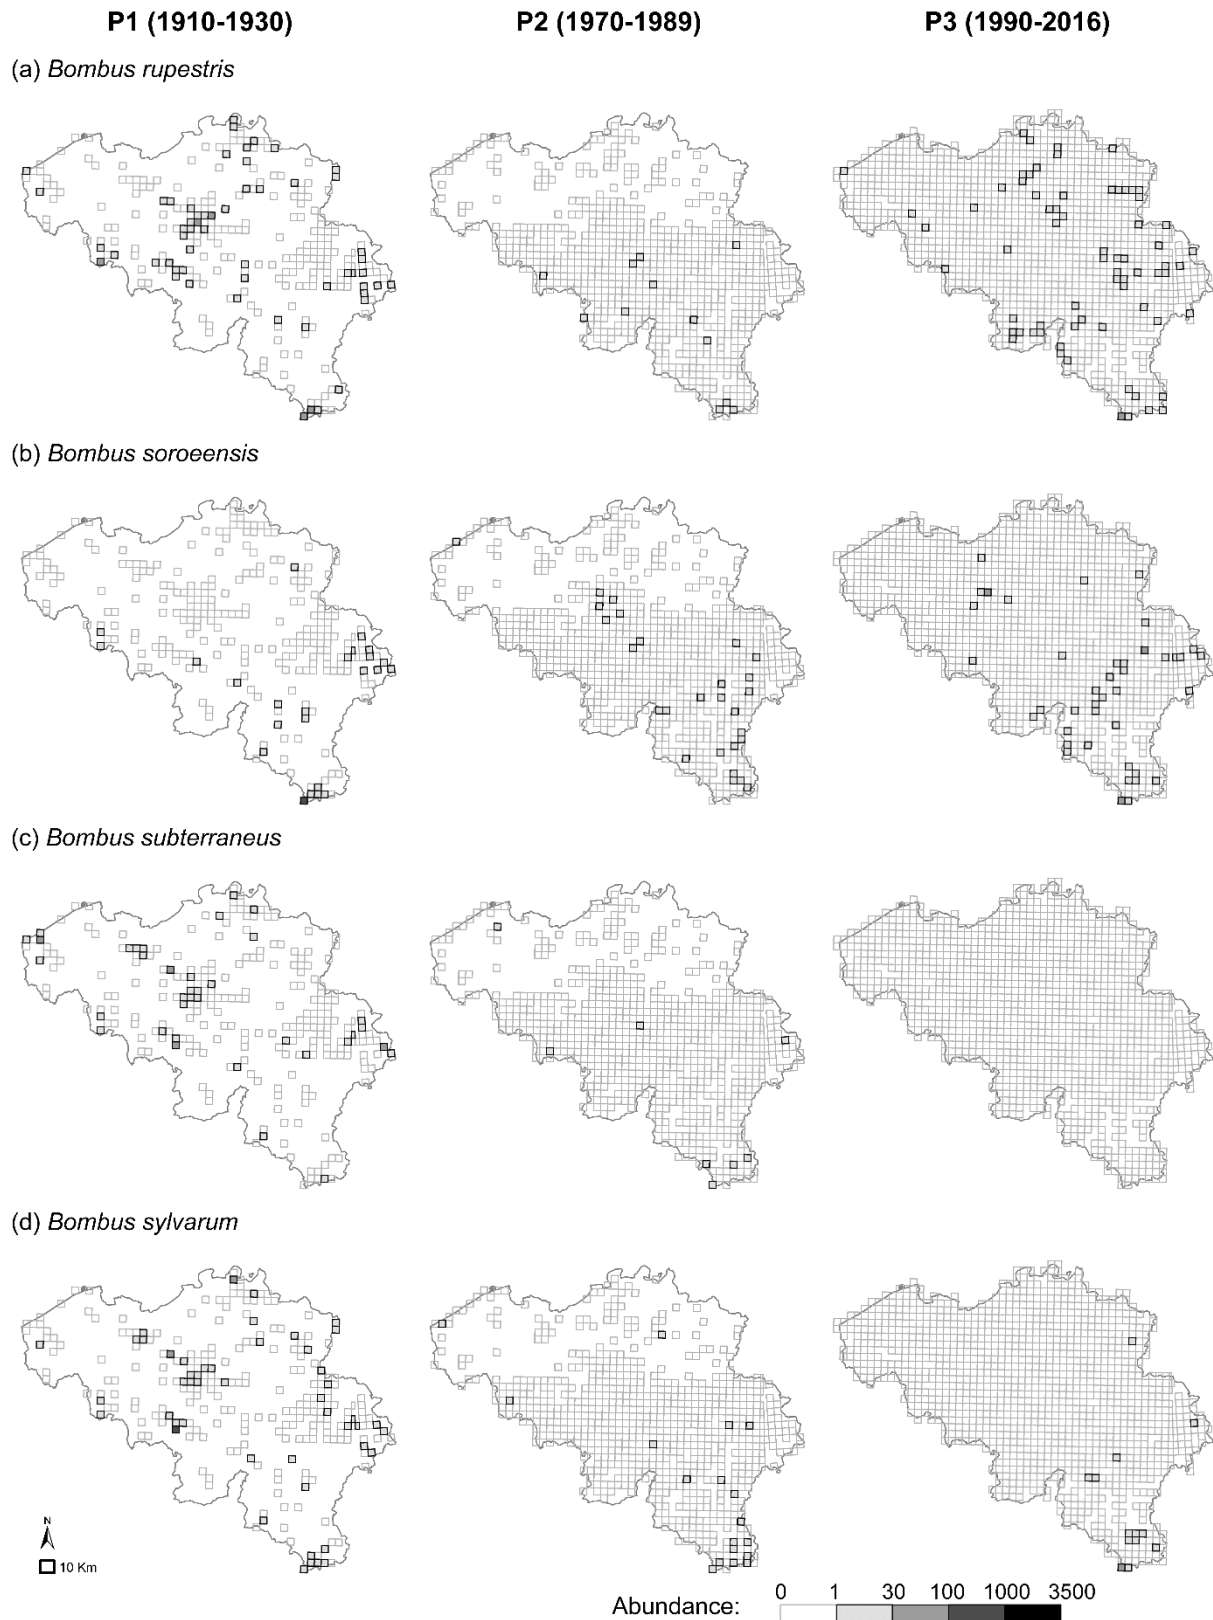 P1 (1910-1930) P2 (1970-1989) P3 (1990-2016)
(a) Bombus rupestris
(b) Bombus soroeensis
(c) Bombus subterraneus
(d) Bombus sylvarum
N
10 Km
Abundance: 0 1 30 100 1000 3500